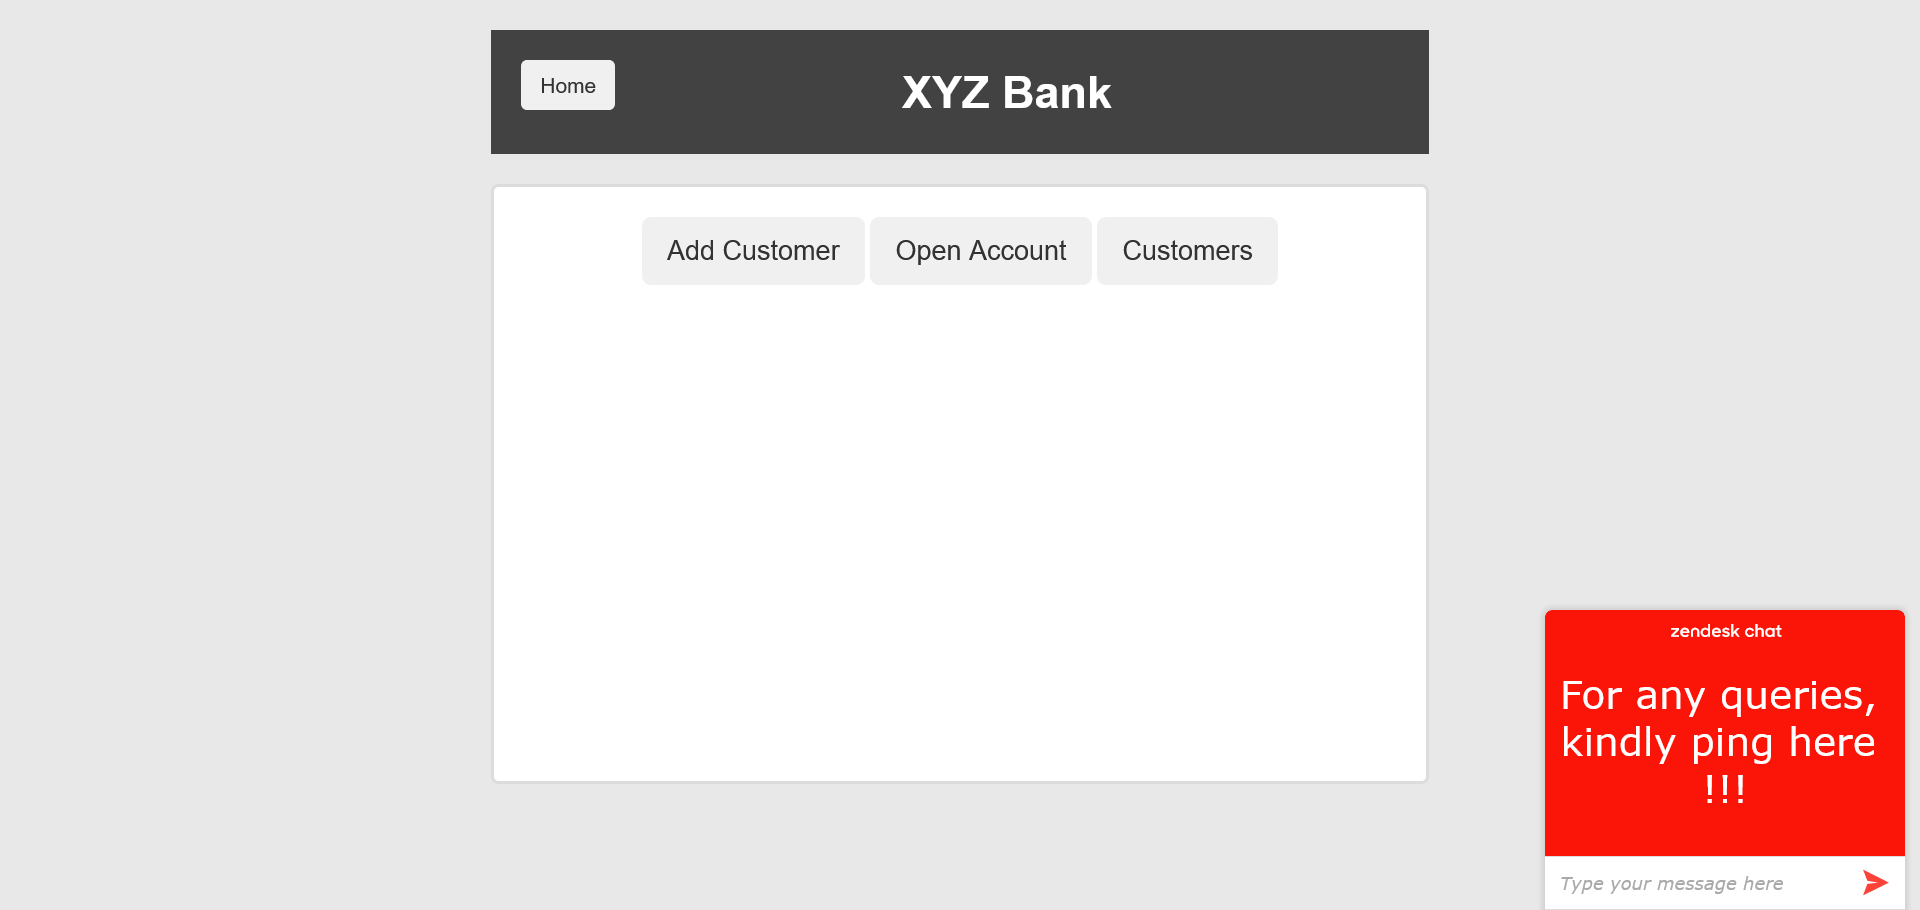 Home
XYZ Bank
Add Customer
Open Account
Customers
zendesk chat
For any queries,
kindly ping here
!!!
Type your message here